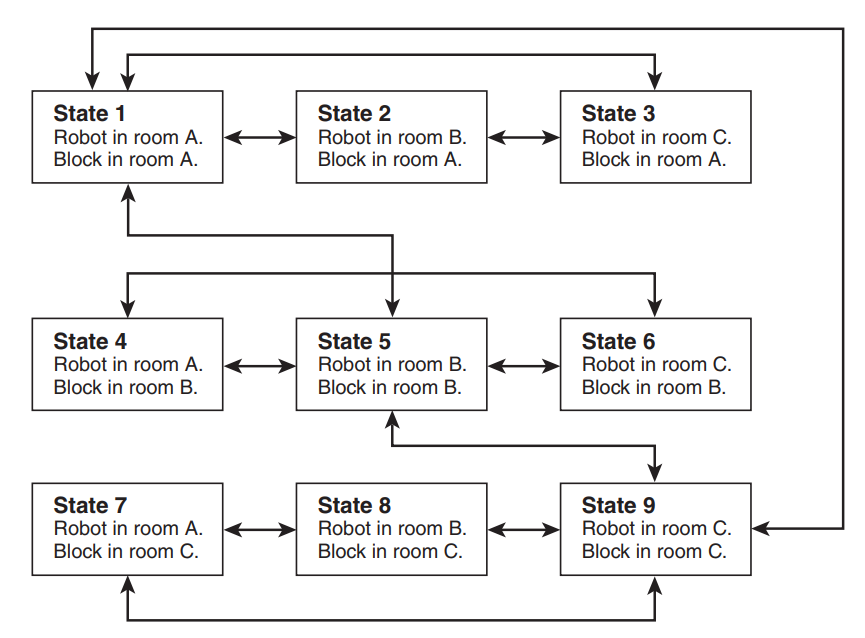 State 1
Robot in room A.
Block in room A.
State 2
Robot in room B.
Block in room A.
State 3
Robot in room C.
Block in room A.
State 4
Robot in room A.
Block in room B.
State 5
Robot in room B.
Block in room B.
State 6
Robot in room C.
Block in room B.
State 7
Robot in room A.
Block in room C.
State 8
Robot in room B.
Block in room C.
State 9
Robot in room C.
Block in room C.